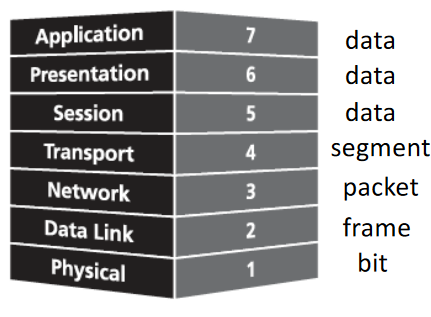 Application 7 data
Presentation 6 data
Session 5 data
Transport 4 segment
Network 3 packet
Data Link 2 frame
Physical 1 bit